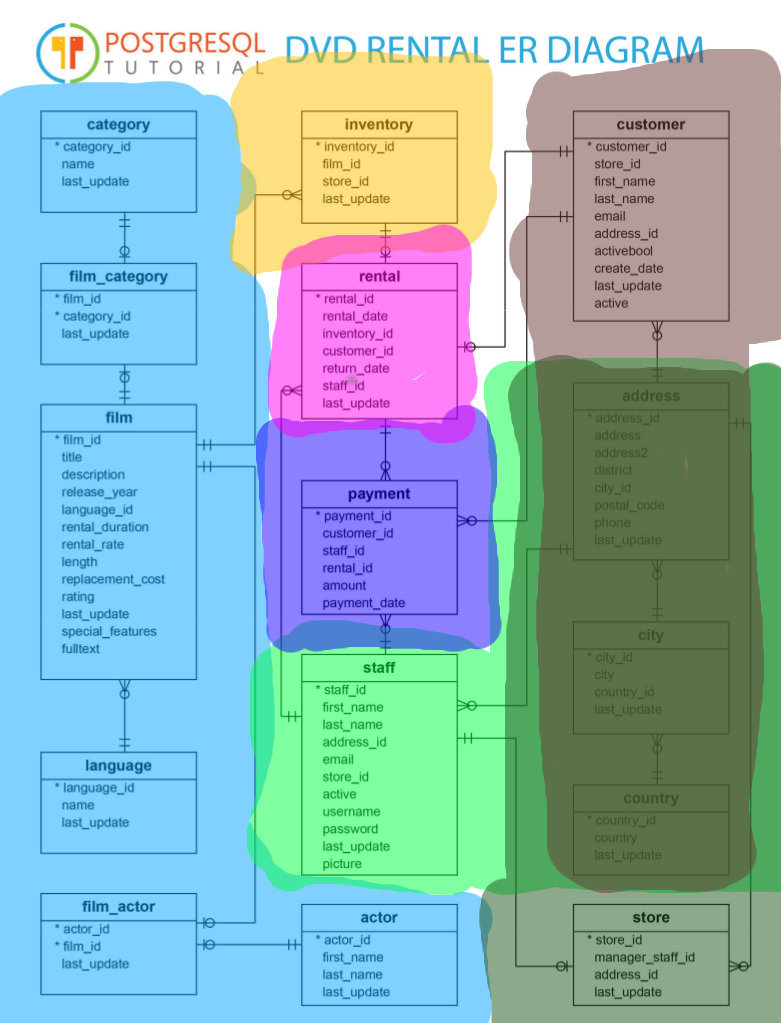 POSTGRESQL
TUTORIAL
DVD RENTAL ER DIAGRAM
category
* category_id
name
last_update
film_category
* film_id
* category_id
last_update
film
* film_id
title
description
release_year
language_id
rental_duration
rental_rate
length
replacement_cost
rating
last_update
special_features
fulltext
language
* language_id
name
last_update
film_actor
* actor_id
* film_id
last_update
inventory
* inventory_id
film_id
store_id
last_update
rental
* rental_id
rental_date
inventory_id
customer_id
return_date
staff_id
last_update
payment
* payment_id
customer_id
staff_id
rental_id
amount
payment_date
staff
* staff_id
first_name
last_name
address_id
email
store_id
active
username
password
last_update
picture
actor
* actor_id
first_name
last_name
last_update
customer
* customer_id
store_id
first_name
last_name
email
address_id
activebool
create_date
last_update
active
address
* address_id
address
address2
district
city_id
postal_code
phone
last_update
city
* city_id
city
country_id
last_update
country
* country_id
country
last_update
store
* store_id
manager_staff_id
address_id
last_update